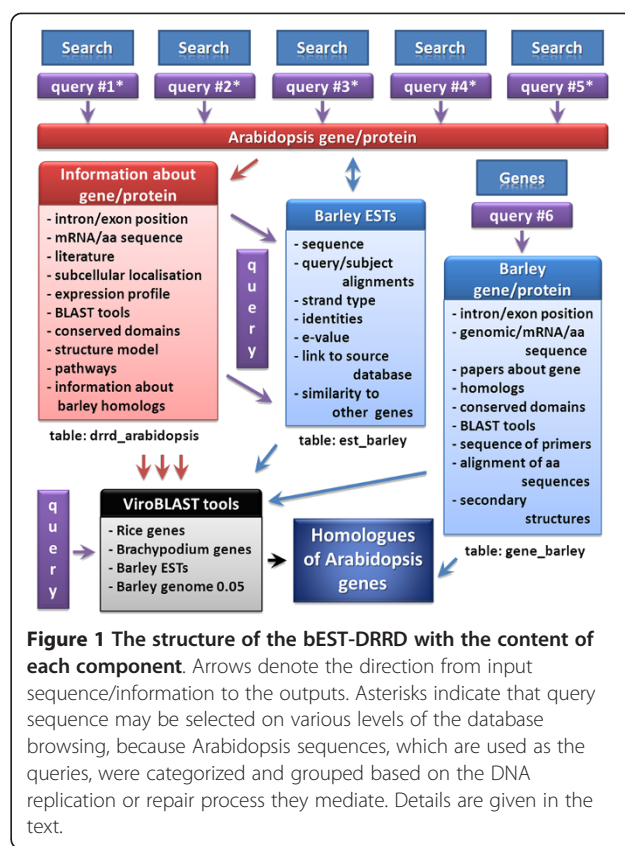 Search Search Search Search Search
query #1* query #2* query #3* query #4* query #5*
Arabidopsis gene/protein
Information about
gene/protein
- intron/exon position
- mRNA/aa sequence
- literature
- subcellular localisation
- expression profile
- BLAST tools
- conserved domains
- structure model
- pathways
- information about
barley homologs
table: drrd_arabidopsis
query
Barley ESTs
- sequence
- query/subject
alignments
- strand type
- identities
- e-value
- link to source
database
- similarity to
other genes
table: est_barley
Genes
query #6
Barley
gene/protein
- intron/exon position
- genomic/mRNA/aa
sequence
- papers about gene
- homologs
- conserved domains
- BLAST tools
- sequence of primers
- alignment of aa
sequences
- secondary
structures
table: gene_barley
query
ViroBLAST tools
- Rice genes
- Brachypodium genes
- Barley ESTs
- Barley genome 0.05
Homologues
of Arabidopsis
genes
Figure 1 The structure of the bEST-DRRD with the content of
each component. Arrows denote the direction from input
sequence/information to the outputs. Asterisks indicate that query
sequence may be selected on various levels of the database
browsing, because Arabidopsis sequences, which are used as the
queries, were categorized and grouped based on the DNA
replication or repair process they mediate. Details are given in the
text.